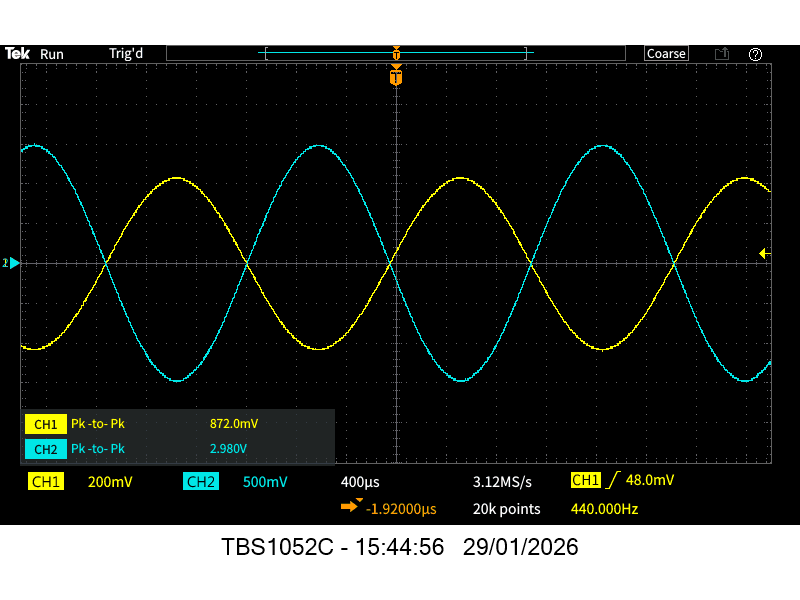 Tek Run Trig'd T Coarse ?
T
2
CH1 Pk-to-Pk 872.0mV
CH2 Pk-to-Pk 2.980V
CH1 200mV CH2 500mV 400µs 3.12MS/s CH1 48.0mV
-1.92000µs 20k points 440.000Hz
TBS1052C - 15:44:56 29/01/2026